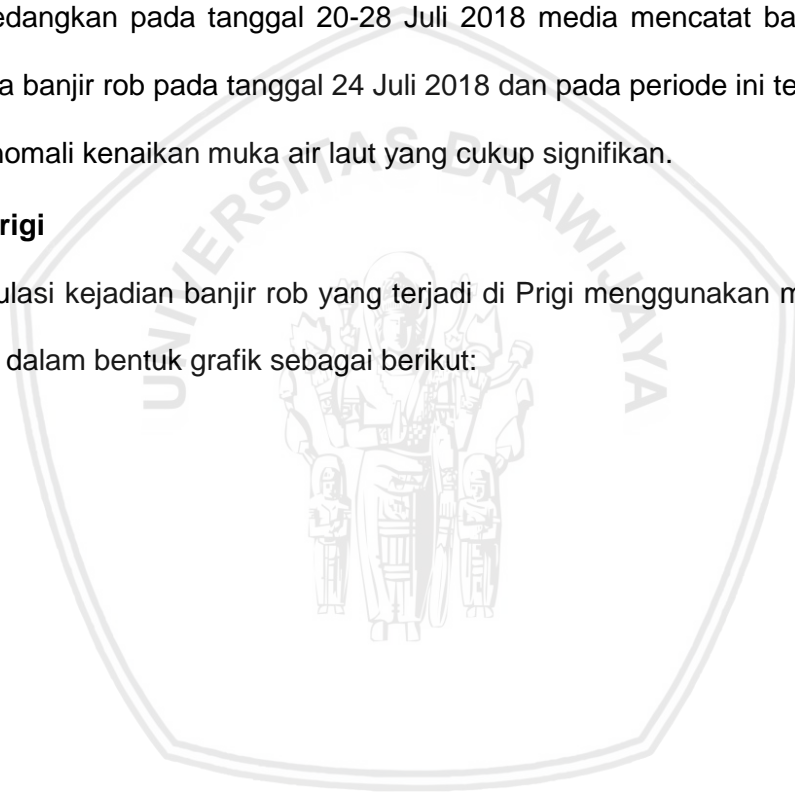 edangkan pada tanggal 20-28 Juli 2018 media mencatat ba
a banjir rob pada tanggal 24 Juli 2018 dan pada periode ini te
nomali kenaikan muka air laut yang cukup signifikan.
rigi
ulasi kejadian banjir rob yang terjadi di Prigi menggunakan m
dalam bentuk grafik sebagai berikut:
UNIVERSITAS BRAWIJAYA